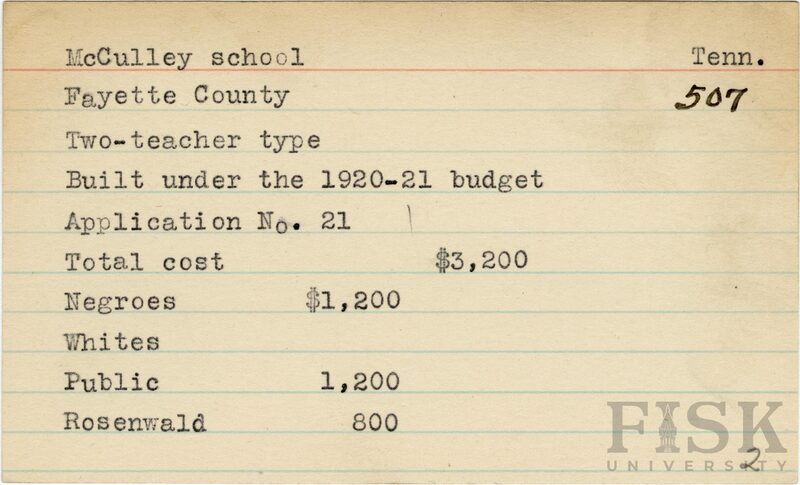 McCulley school Tenn.
Fayette County 507
Two-teacher type
Built under the 1920-21 budget
Application No. 21
Total cost $3,200
Negroes $1,200
Whites
Public 1,200
Rosenwald 800
FISK
UNIVERSITY
2